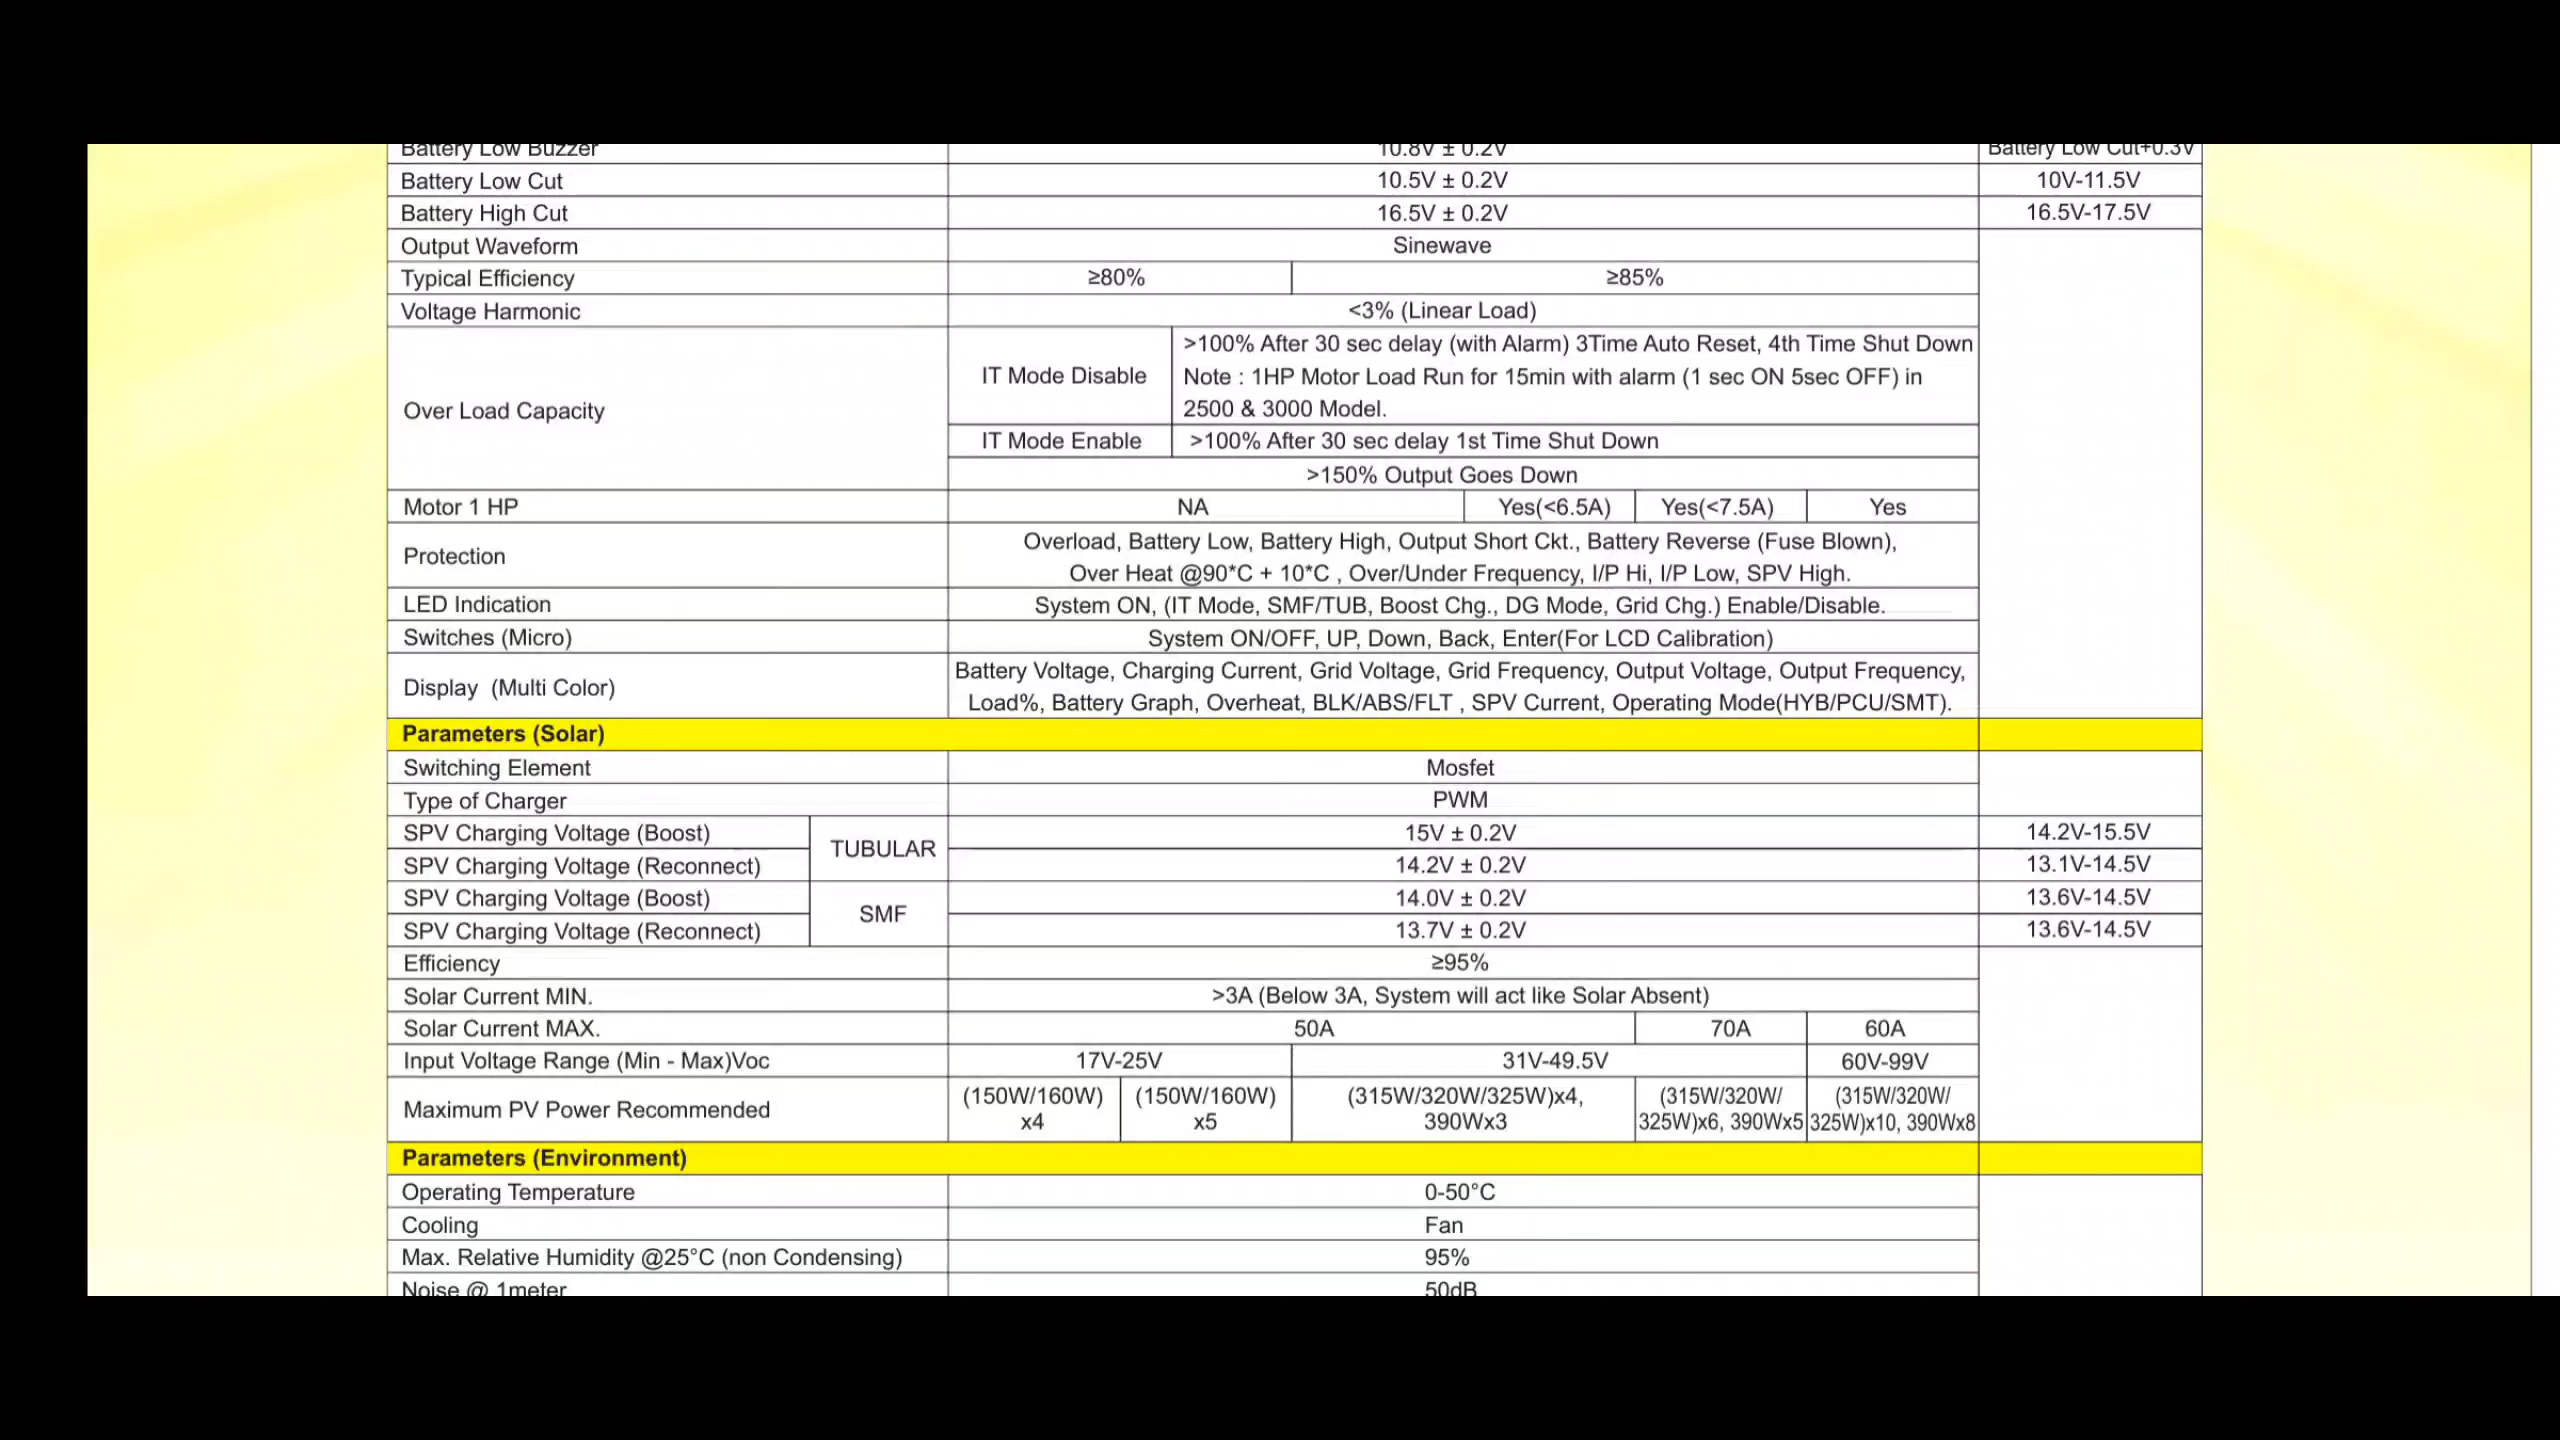 Battery Low Buzzer 10.8V ± 0.2V Battery Low Cut+0.3V
Battery Low Cut 10.5V ± 0.2V 10V-11.5V
Battery High Cut 16.5V ± 0.2V 16.5V-17.5V
Output Waveform Sinewave
Typical Efficiency ≥80% ≥85%
Voltage Harmonic <3% (Linear Load)
Over Load Capacity
IT Mode Disable
>100% After 30 sec delay (with Alarm) 3Time Auto Reset, 4th Time Shut Down
Note : 1HP Motor Load Run for 15min with alarm (1 sec ON 5sec OFF) in
2500 & 3000 Model.
IT Mode Enable >100% After 30 sec delay 1st Time Shut Down
>150% Output Goes Down
Motor 1 HP NA Yes(<6.5A) Yes(<7.5A) Yes
Protection
Overload, Battery Low, Battery High, Output Short Ckt., Battery Reverse (Fuse Blown),
Over Heat @90*C + 10*C , Over/Under Frequency, I/P Hi, I/P Low, SPV High.
LED Indication System ON, (IT Mode, SMF/TUB, Boost Chg., DG Mode, Grid Chg.) Enable/Disable.
Switches (Micro) System ON/OFF, UP, Down, Back, Enter(For LCD Calibration)
Display (Multi Color)
Battery Voltage, Charging Current, Grid Voltage, Grid Frequency, Output Voltage, Output Frequency,
Load%, Battery Graph, Overheat, BLK/ABS/FLT , SPV Current, Operating Mode(HYB/PCU/SMT).
Parameters (Solar)
Switching Element Mosfet
Type of Charger PWM
SPV Charging Voltage (Boost) TUBULAR 15V ± 0.2V 14.2V-15.5V
SPV Charging Voltage (Reconnect) 14.2V ± 0.2V 13.1V-14.5V
SPV Charging Voltage (Boost) SMF 14.0V ± 0.2V 13.6V-14.5V
SPV Charging Voltage (Reconnect) 13.7V ± 0.2V 13.6V-14.5V
Efficiency ≥95%
Solar Current MIN. >3A (Below 3A, System will act like Solar Absent)
Solar Current MAX. 50A 70A 60A
Input Voltage Range (Min - Max)Voc 17V-25V 31V-49.5V 60V-99V
Maximum PV Power Recommended
(150W/160W) (150W/160W) (315W/320W/325W)x4, (315W/320W/ (315W/320W/
x4 x5 390Wx3 325W)x6, 390Wx5 325W)x10, 390Wx8
Parameters (Environment)
Operating Temperature 0-50°C
Cooling Fan
Max. Relative Humidity @25°C (non Condensing) 95%
Noise @ 1meter 50dB